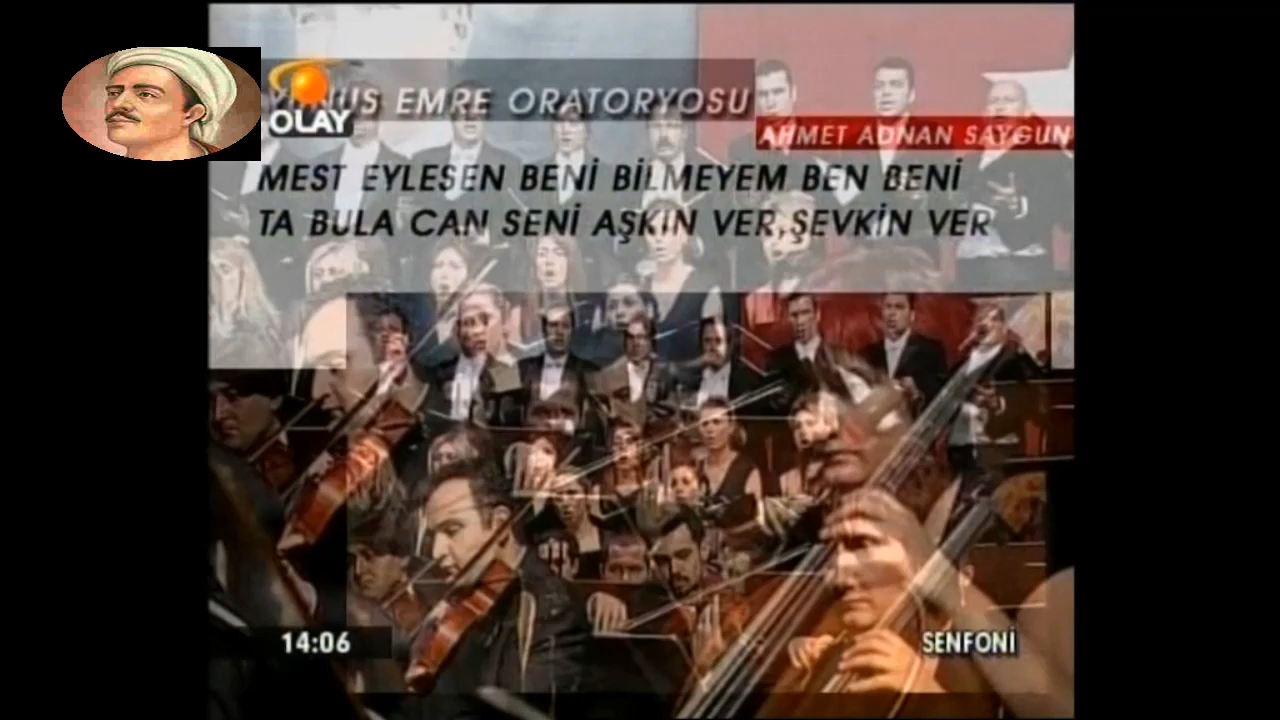 YUNUS EMRE ORATORYOSU
OLAY
AHMET ADNAN SAYGUN
MEST EYLESEN BENİ BİLMEYEM BEN BENİ
TA BULA CAN SENİ AŞKIN VER,ŞEVKİN VER
14:06
SENFONİ